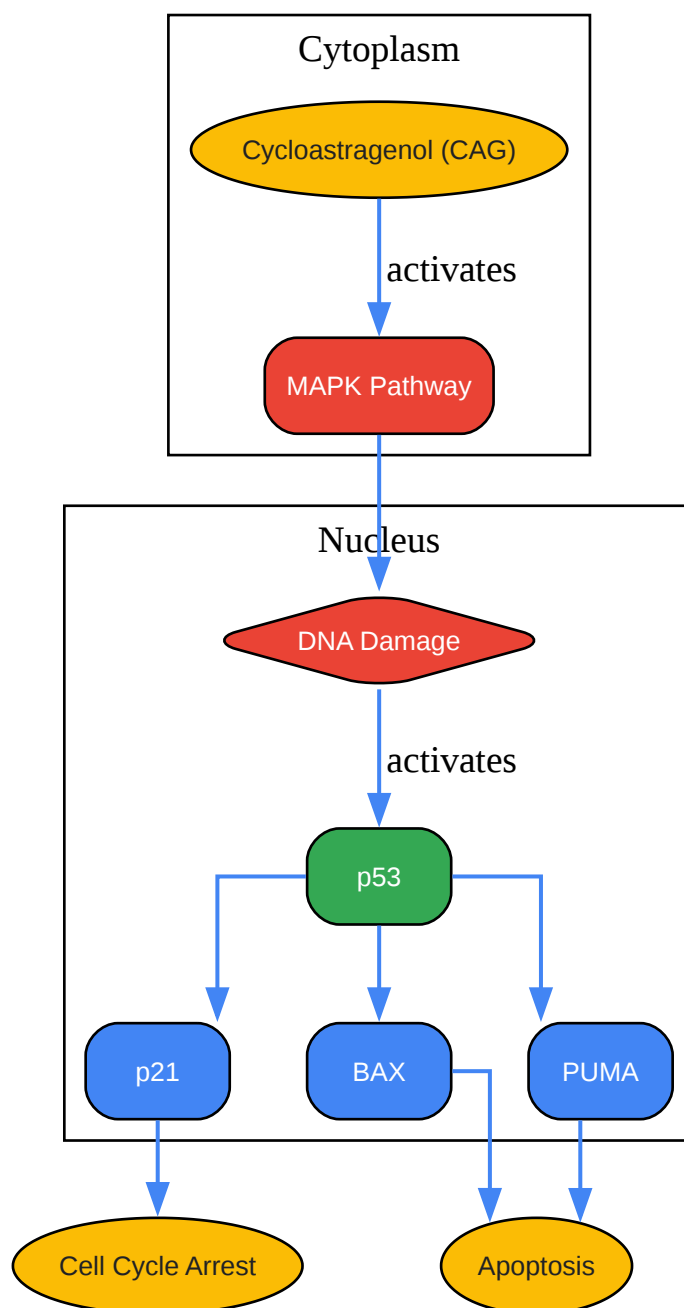 Cytoplasm
Cycloastragenol (CAG)
activates
MAPK Pathway
Nucleus
DNA Damage
activates
p53
p21
BAX
PUMA
Cell Cycle Arrest
Apoptosis